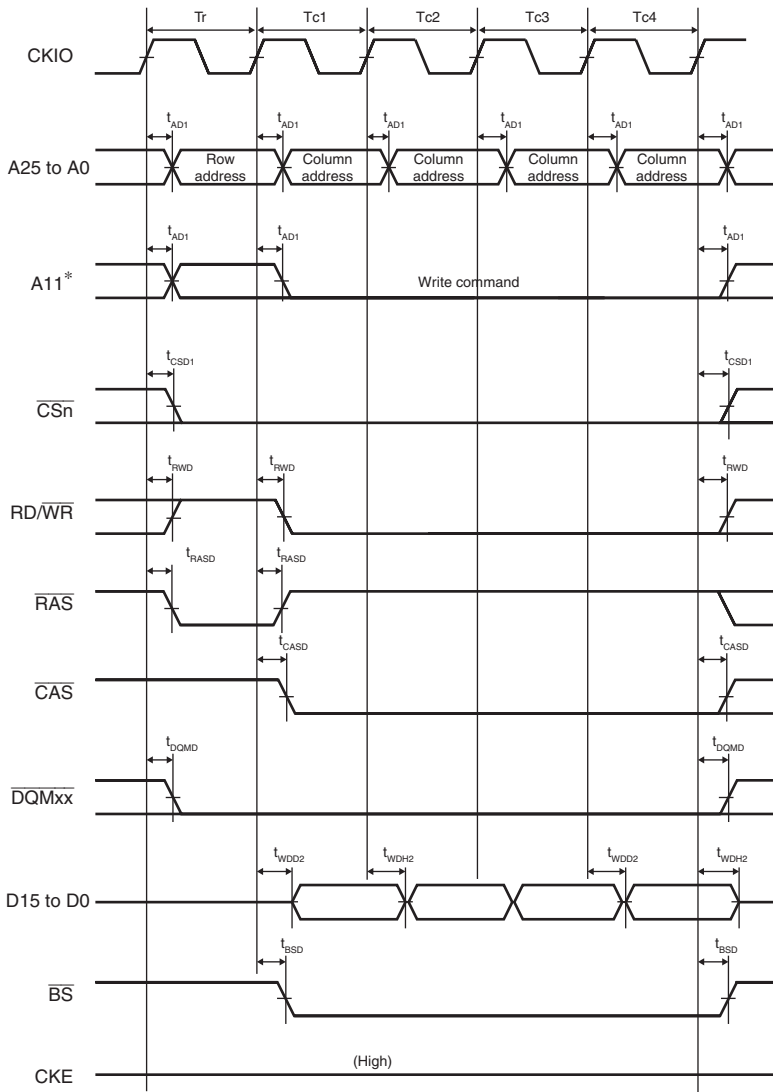 Tr Tc1 Tc2 Tc3 Tc4
CKIO
tAD1 tAD1 tAD1 tAD1 tAD1 tAD1
A25 to A0
Row address Column address Column address Column address Column address
tAD1 tAD1 tAD1
A11*
Write command
tCSD1 tCSD1
CSn
tRWD tRWD tRWD
RD/WR
tRASD tRASD
RAS
tCASD tCASD
CAS
tDQMD tDQMD
DQMxx
tWDD2 tWDH2 tWDD2 tWDH2
D15 to D0
tBSD tBSD
BS
(High)
CKE